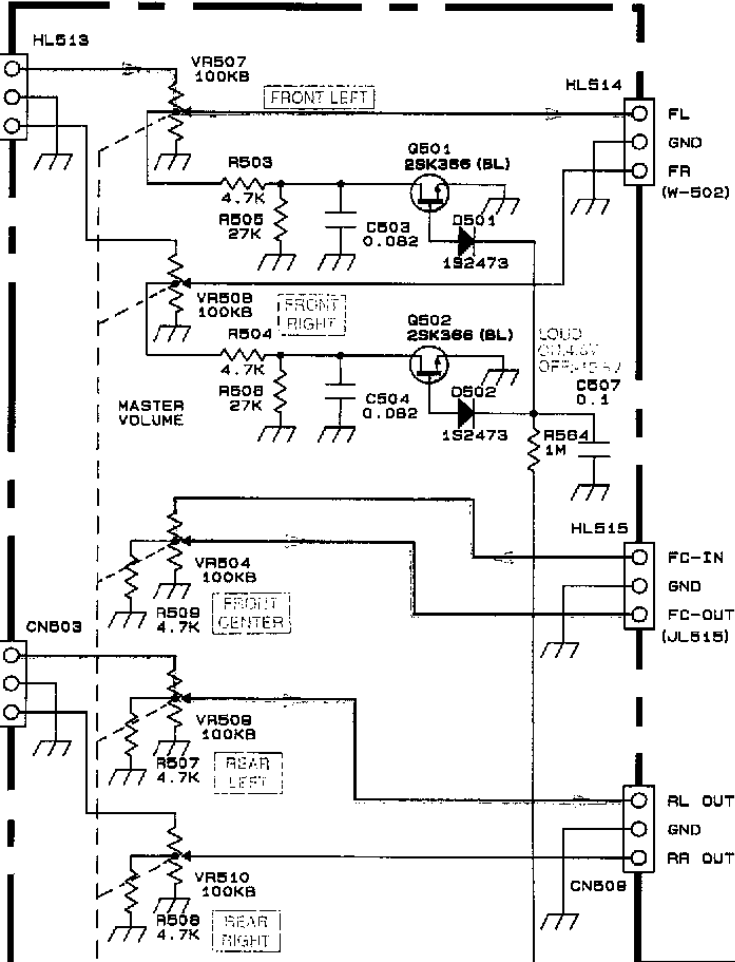 HL513
VR507
100KB
FRONT LEFT
HL514
FL
GND
FR
(W-502)
R503
4.7K
R505
27K
C503
0.082
Q501
2SK366 (BL)
D501
1S2473
VR508
100KB
FRONT
RIGHT
R504
4.7K
R506
27K
C504
0.082
Q502
2SK366 (BL)
D502
1S2473
LOUD
C507
0.1
R564
1M
MASTER
VOLUME
HL515
FC-IN
GND
FC-OUT
(JL515)
VR504
100KB
R509
4.7K
FRONT
CENTER
CN503
VR509
100KB
R507
4.7K
REAR
LEFT
RL OUT
GND
RR OUT
CN509
VR510
100KB
R508
4.7K
REAR
RIGHT